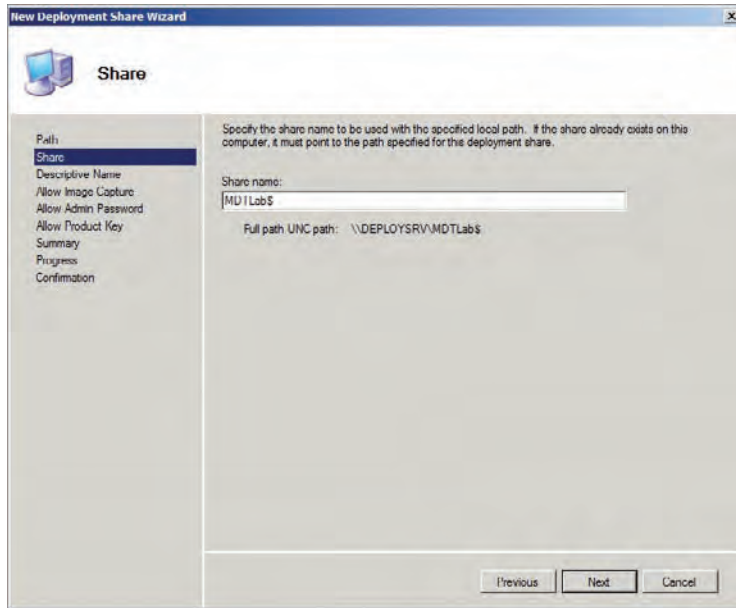 New Deployment Share Wizard
Share
Path
Share
Descriptive Name
Allow Image Capture
Allow Admin Password
Allow Product Key
Summary
Progress
Confirmation
Specify the share name to be used with the specified local path. If the share already exists on this
computer, it must point to the path specified for this deployment share.
Share name:
MDTLab$
Full path UNC path: \\DEPLOYSRV\MDTLab$
Previous
Next
Cancel